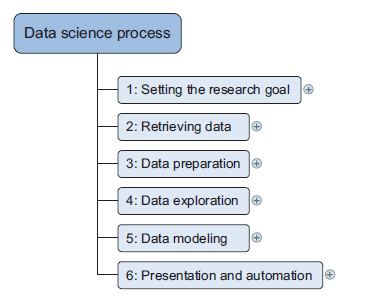 Data science process
1: Setting the research goal
2: Retrieving data
3: Data preparation
4: Data exploration
5: Data modeling
6: Presentation and automation